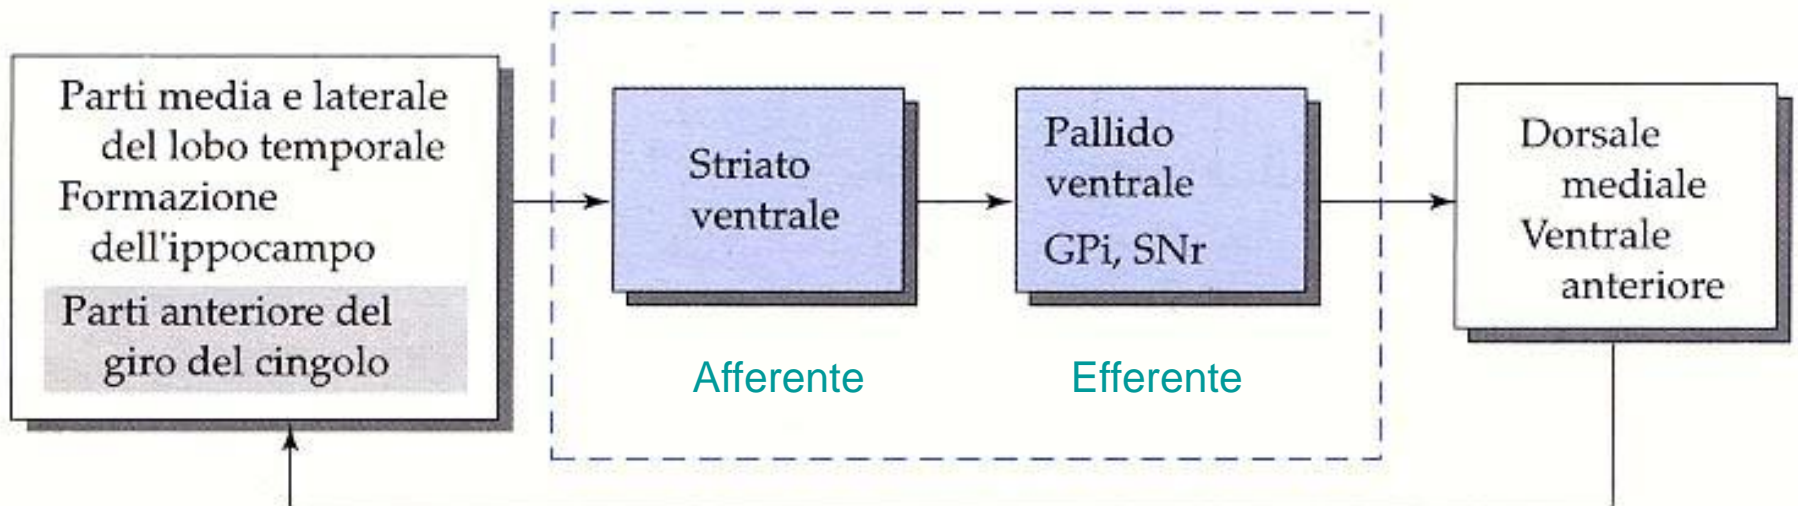 Parti media e laterale
del lobo temporale
Formazione
dell'ippocampo
Parti anteriore del
giro del cingolo
Striato
ventrale
Afferente
Pallido
ventrale
GPi, SNr
Efferente
Dorsale
mediale
Ventrale
anteriore